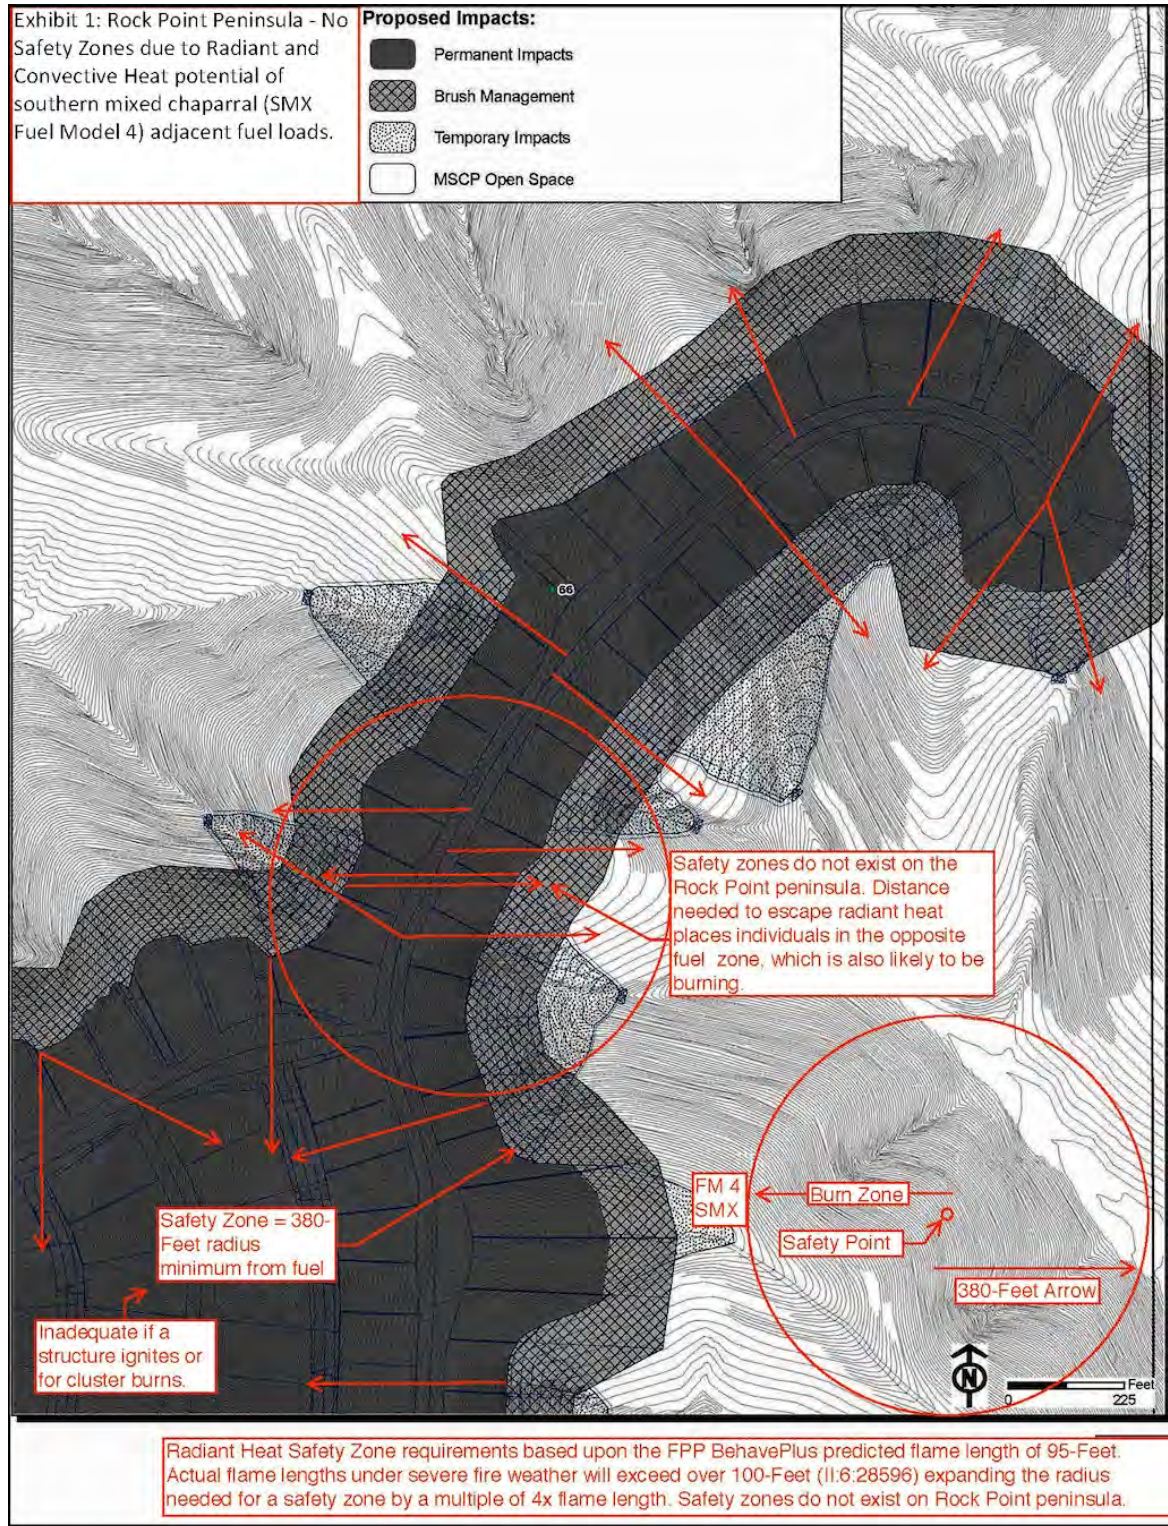 Exhibit 1: Rock Point Peninsula - No
Safety Zones due to Radiant and
Convective Heat potential of
southern mixed chaparral (SMX
Fuel Model 4) adjacent fuel loads.
Proposed Impacts:
Permanent Impacts
Brush Management
Temporary Impacts
MSCP Open Space
66
Safety zones do not exist on the
Rock Point peninsula. Distance
needed to escape radiant heat
places individuals in the opposite
fuel zone, which is also likely to be
burning.
FM 4
SMX
Burn Zone
Safety Point
380-Feet Arrow
Safety Zone = 380-
Feet radius
minimum from fuel
Inadequate if a
structure ignites or
for cluster burns.
N
Feet
0 225
Radiant Heat Safety Zone requirements based upon the FPP BehavePlus predicted flame length of 95-Feet.
Actual flame lengths under severe fire weather will exceed over 100-Feet (II:6:28596) expanding the radius
needed for a safety zone by a multiple of 4x flame length. Safety zones do not exist on Rock Point peninsula.